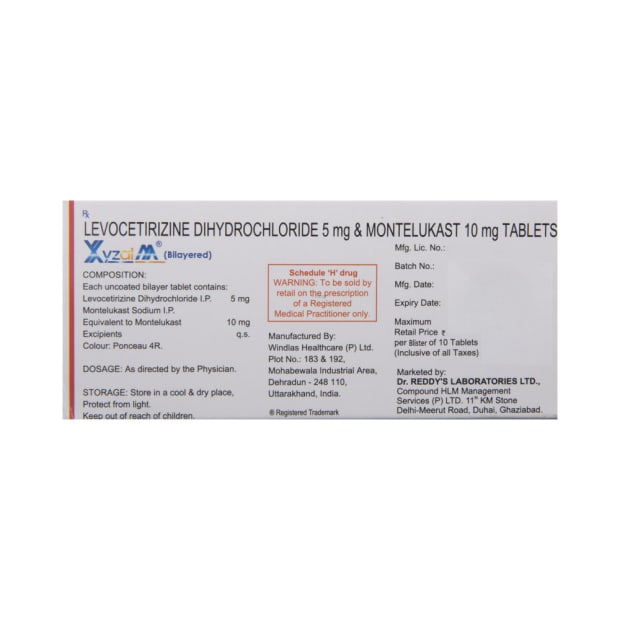 Rx
LEVOCETIRIZINE DIHYDROCHLORIDE 5 mg & MONTELUKAST 10 mg TABLETS
Xyzal M® (Bilayered)
COMPOSITION:
Each uncoated bilayer tablet contains:
Levocetirizine Dihydrochloride I.P. 5 mg
Montelukast Sodium I.P.
Equivalent to Montelukast 10 mg
Excipients q.s.
Colour: Ponceau 4R.
DOSAGE: As directed by the Physician.
STORAGE: Store in a cool & dry place,
Protect from light.
Keep out of reach of children.
Schedule 'H' drug
WARNING: To be sold by
retail on the prescription
of a Registered
Medical Practitioner only.
Manufactured By:
Windlas Healthcare (P) Ltd.
Plot No.: 183 & 192,
Mohabewala Industrial Area,
Dehradun - 248 110,
Uttarakhand, India.
® Registered Trademark
Mfg. Lic. No.:
Batch No.:
Mfg. Date:
Expiry Date:
Maximum
Retail Price ₹
per Blister of 10 Tablets
(Inclusive of all Taxes)
Marketed by:
Dr. REDDY'S LABORATORIES LTD.,
Compound HLM Management
Services (P) LTD. 11th KM Stone
Delhi-Meerut Road, Duhai, Ghaziabad.